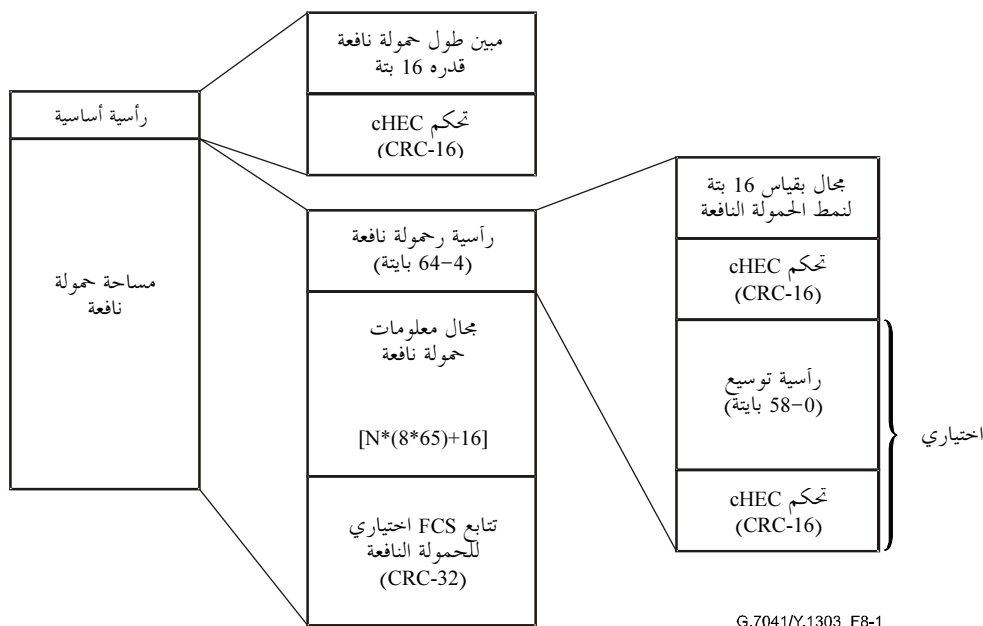 مبين طول حمولة نافعة
قدره 16 بتة
تحكم cHEC
(CRC-16)
رأسية أساسية
مساحة حمولة
نافعة
رأسية رحمولة نافعة
(4–64 بايتة)
مجال معلومات
حمولة نافعة
[N*(8*65)+16]
تتابع FCS اختياري
للحمولة النافعة
(CRC-32)
مجال بقياس 16 بتة
لنمط الحمولة النافعة
تحكم cHEC
(CRC-16)
رأسية توسيع
(0–58 بايتة)
تحكم cHEC
(CRC-16)
اختياري
G.7041/Y.1303_F8-1